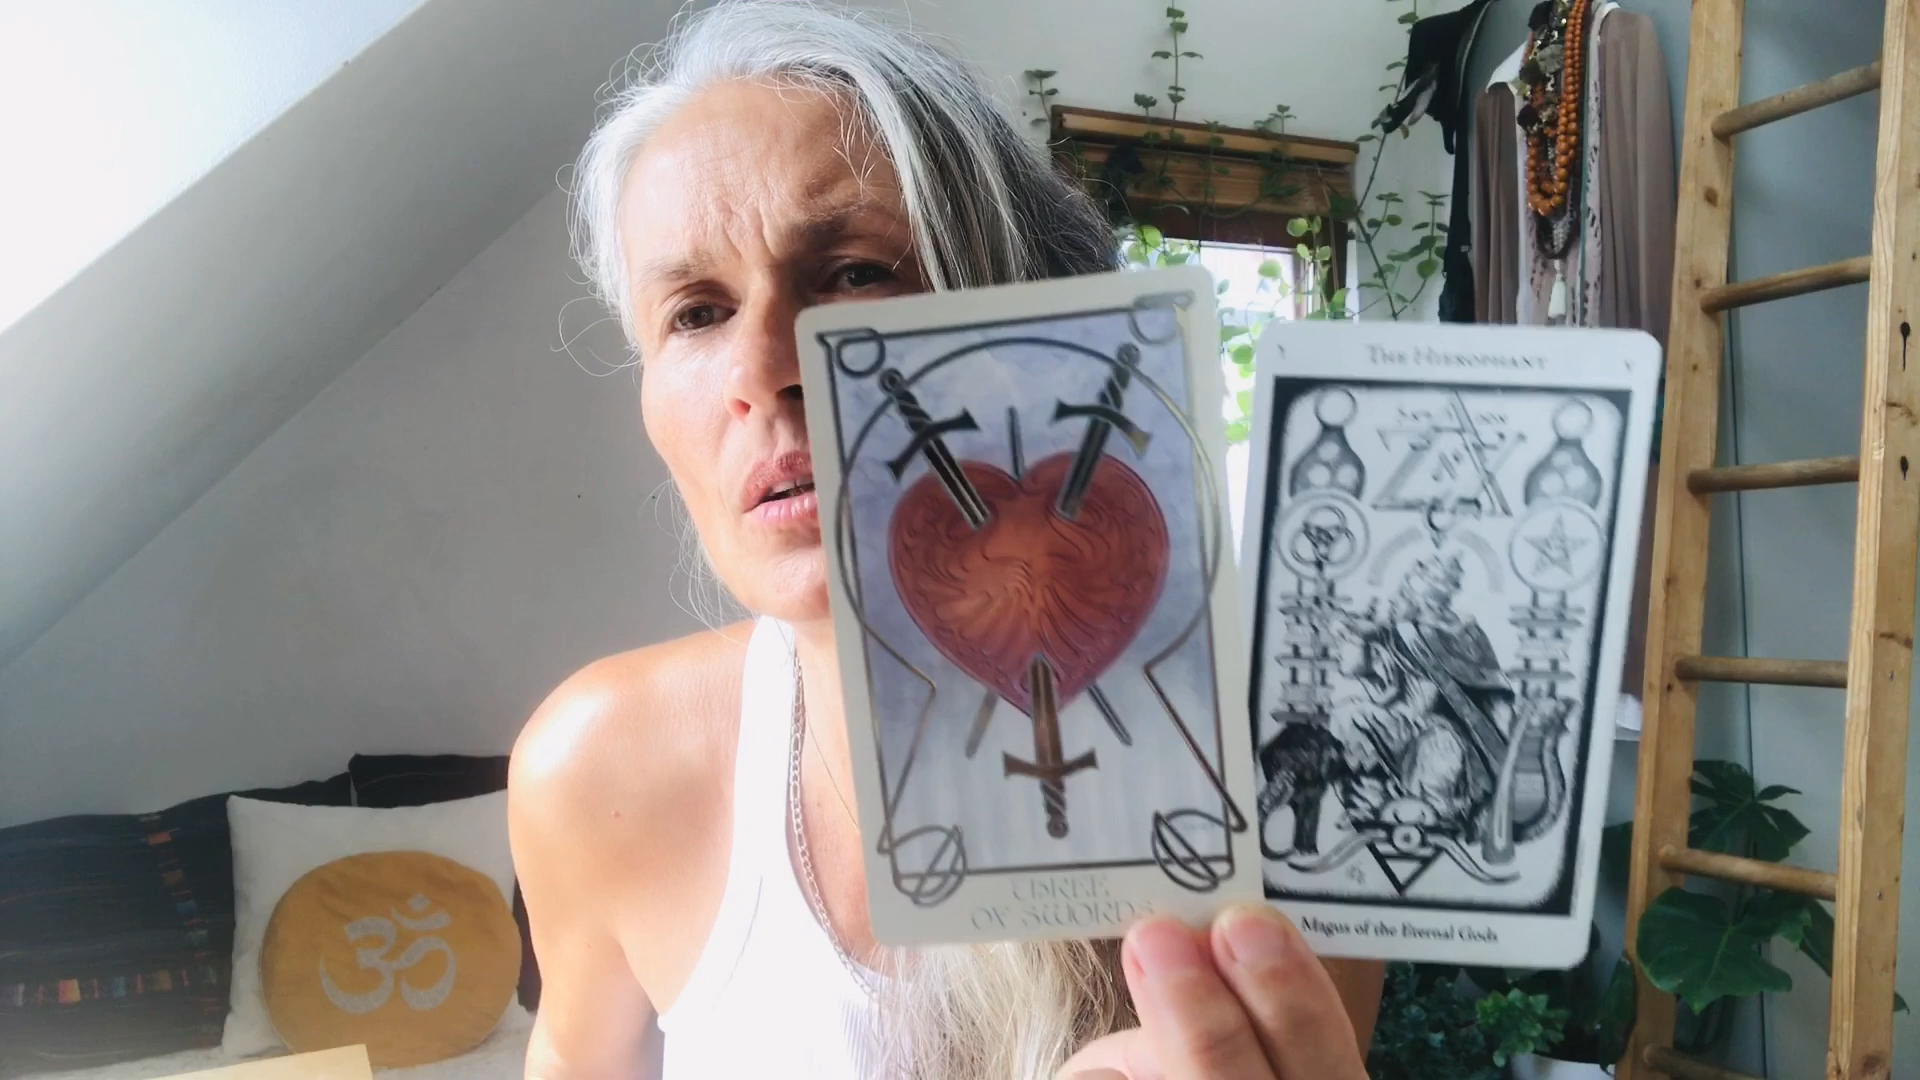 THREE
OF SWORDS
THE HIEROPHANT
V
Magus of the Eternal Gods
ॐ